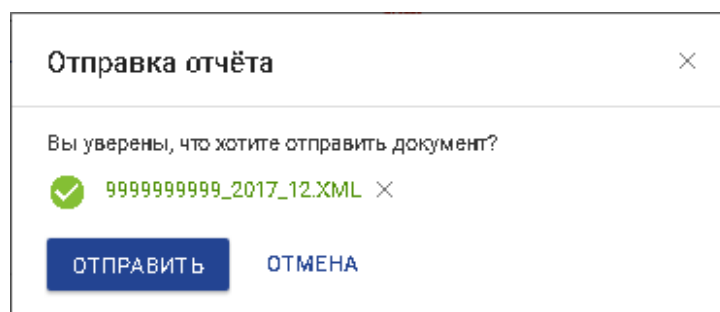 Отправка отчёта
Вы уверены, что хотите отправить документ?
9999999999_2017_12.XML
ОТПРАВИТЬ ОТМЕНА